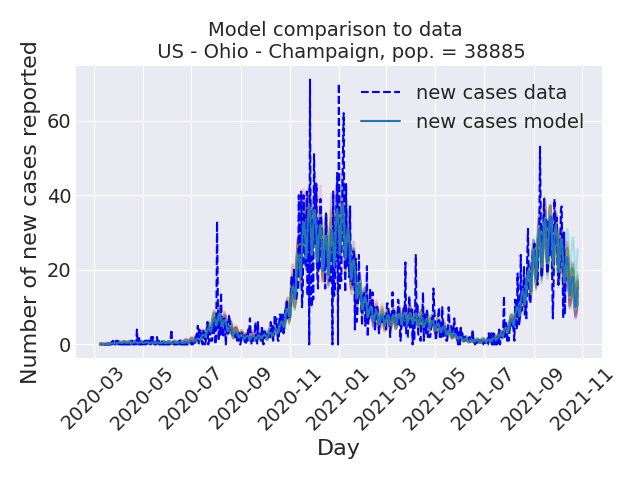 Model comparison to data
US - Ohio - Champaign, pop. = 38885
Number of new cases reported
60
40
20
0
new cases data
new cases model
2020-03
2020-05
2020-07
2020-09
2020-11
2021-01
2021-03
2021-05
2021-07
2021-09
2021-11
Day